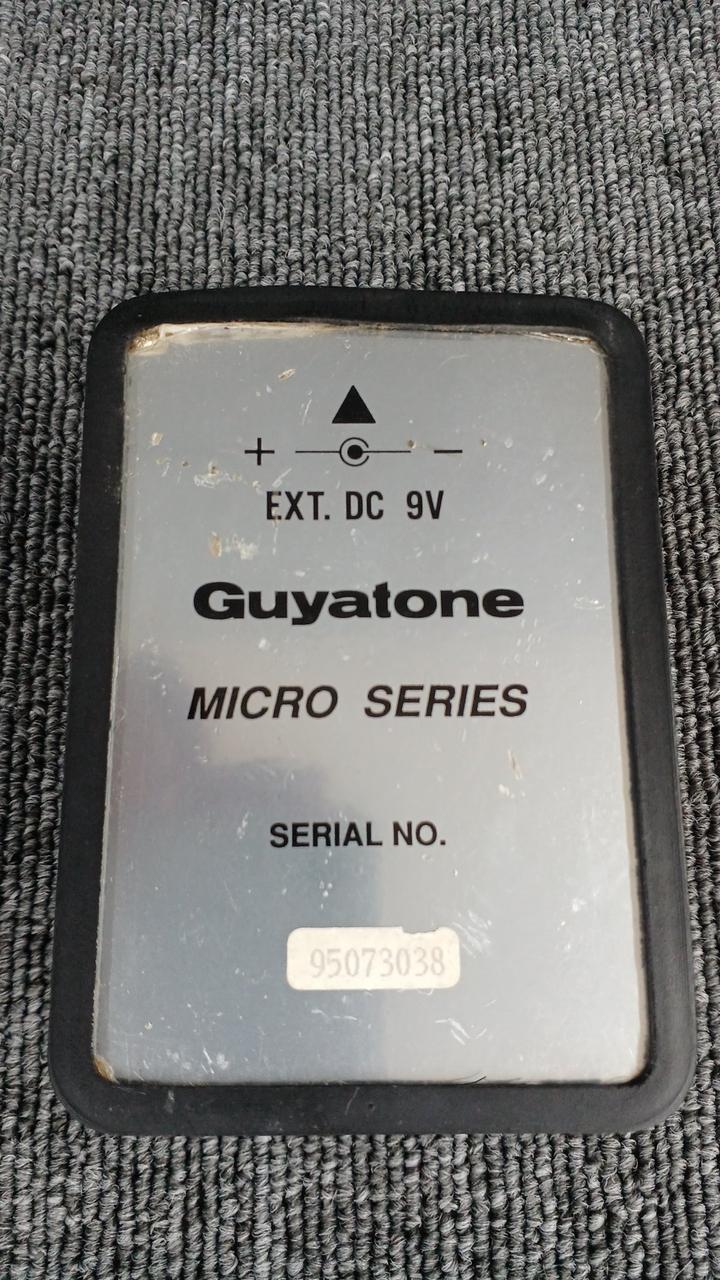 + −
EXT. DC 9V
Guyatone
MICRO SERIES
SERIAL NO.
95073038